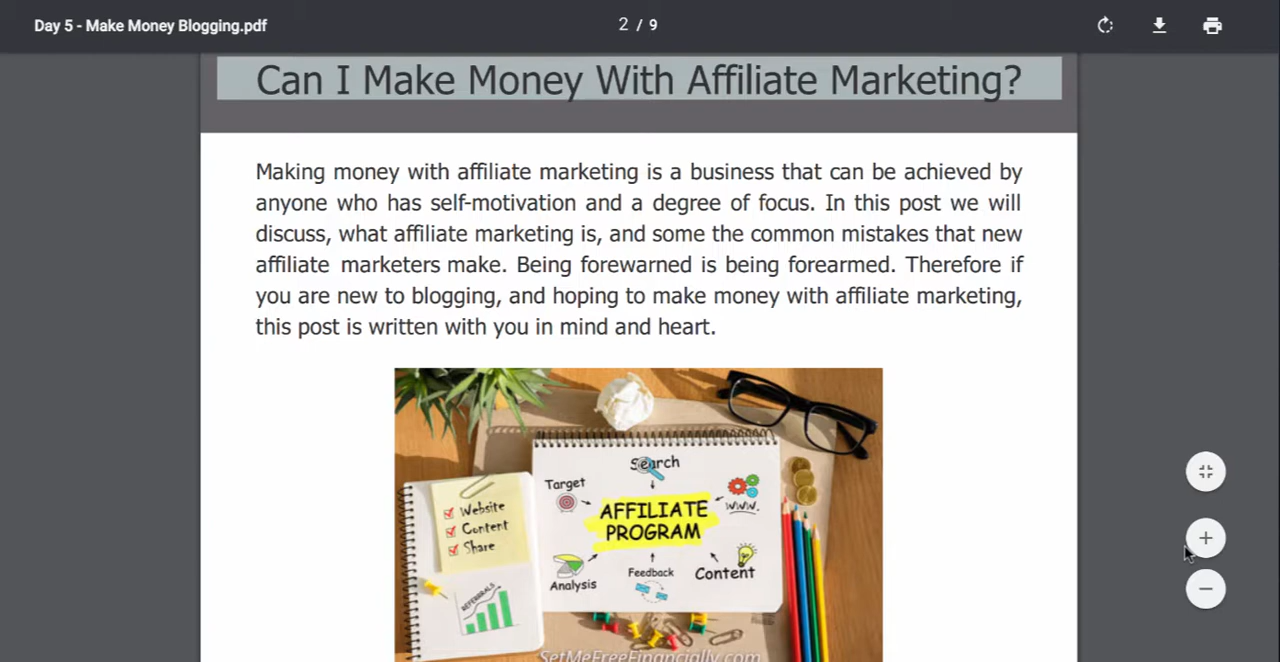 Day 5 - Make Money Blogging.pdf
2 / 9
Can I Make Money With Affiliate Marketing?
Making money with affiliate marketing is a business that can be achieved by
anyone who has self-motivation and a degree of focus. In this post we will
discuss, what affiliate marketing is, and some the common mistakes that new
affiliate marketers make. Being forewarned is being forearmed. Therefore if
you are new to blogging, and hoping to make money with affiliate marketing,
this post is written with you in mind and heart.
Search
Target
AFFILIATE
PROGRAM
www.
Analysis
Feedback
Content
Website
Content
Share
REFERRALS
SetMeFreeFinancially.com